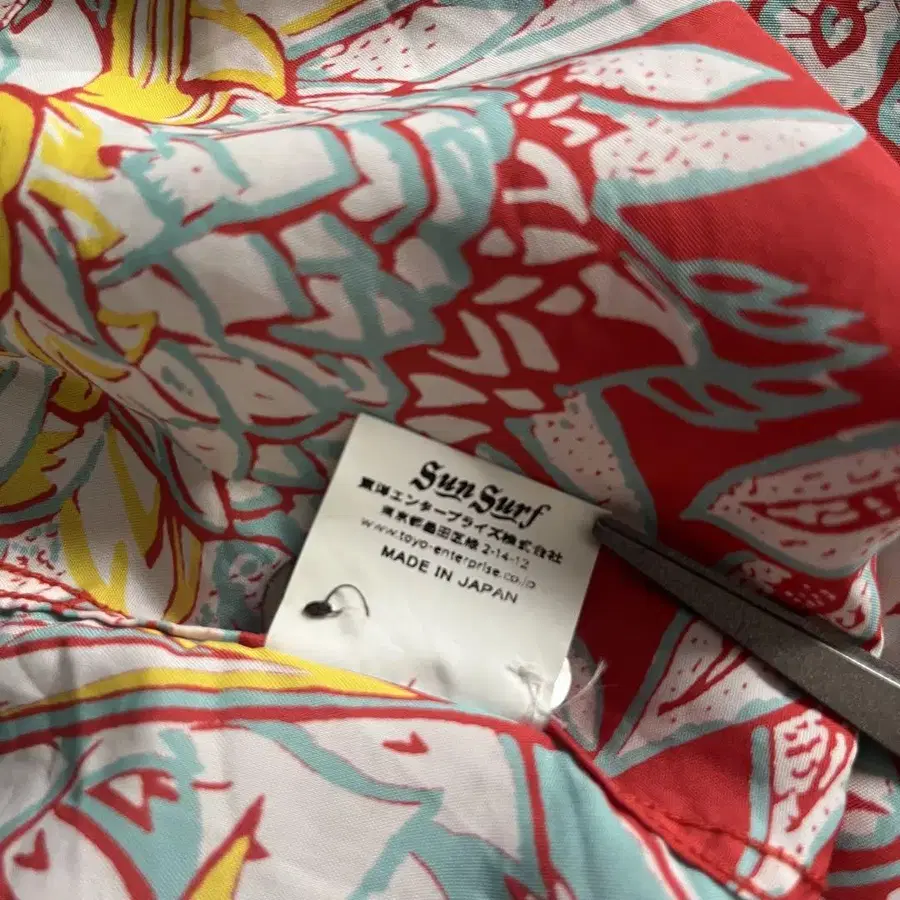 Sun Surf
東洋エンタープライズ株式会社
東京都墨田区緑 2-14-12
www.toyo-enterprise.co.jp
MADE IN JAPAN